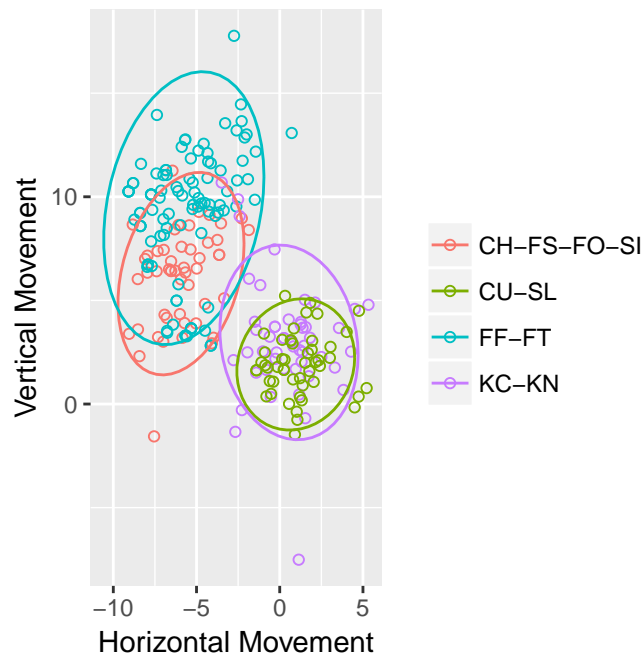 Vertical Movement
10
0
−10
−5
0
5
Horizontal Movement
CH−FS−FO−SI
CU−SL
FF−FT
KC−KN